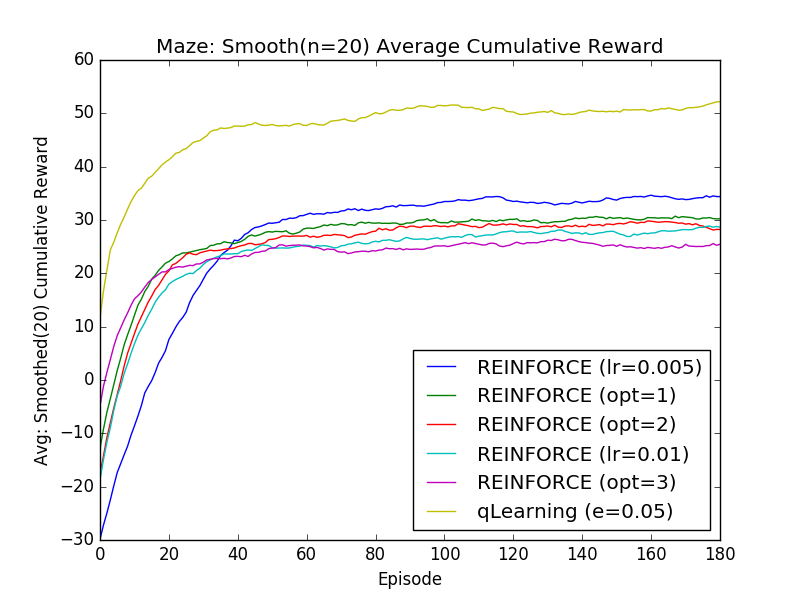 Maze: Smooth(n=20) Average Cumulative Reward
Avg: Smoothed(20) Cumulative Reward
60
50
40
30
20
10
0
−10
−20
−30
REINFORCE (lr=0.005)
REINFORCE (opt=1)
REINFORCE (opt=2)
REINFORCE (lr=0.01)
REINFORCE (opt=3)
qLearning (e=0.05)
0 20 40 60 80 100 120 140 160 180
Episode